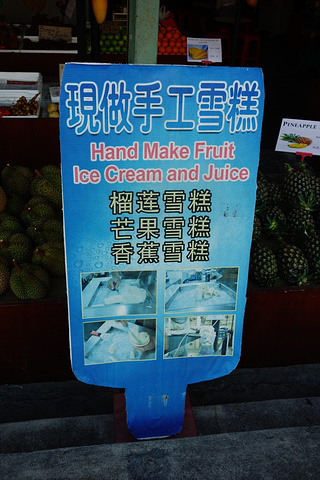 現做手工雪糕
Hand Make Fruit
Ice Cream and Juice
榴莲雪糕
芒果雪糕
香蕉雪糕
PINEAPPLE